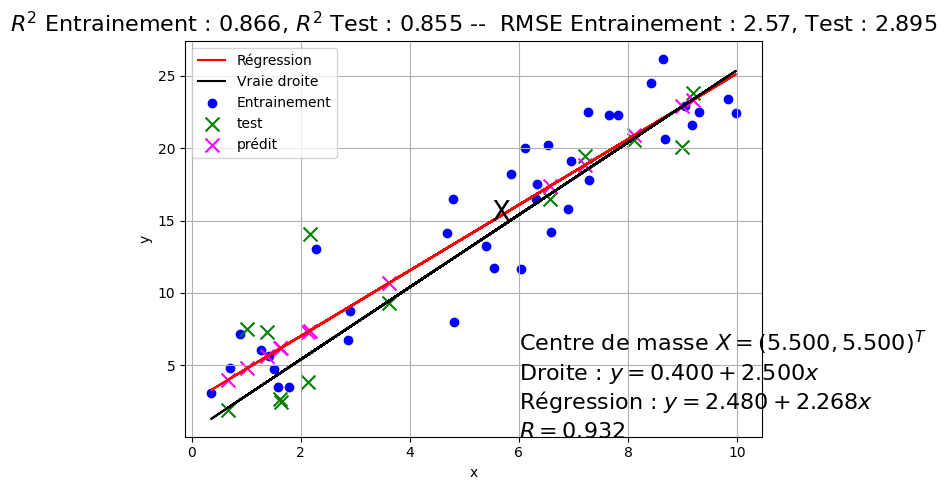 R² Entrainement : 0.866, R² Test : 0.855 -- RMSE Entrainement : 2.57, Test : 2.895
Régression
Vraie droite
Entrainement
test
prédit
25
20
15
10
5
y
X
Centre de masse X = (5.500, 5.500)ᵀ
Droite : y = 0.400 + 2.500x
Régression : y = 2.480 + 2.268x
R = 0.932
0 2 4 6 8 10
x